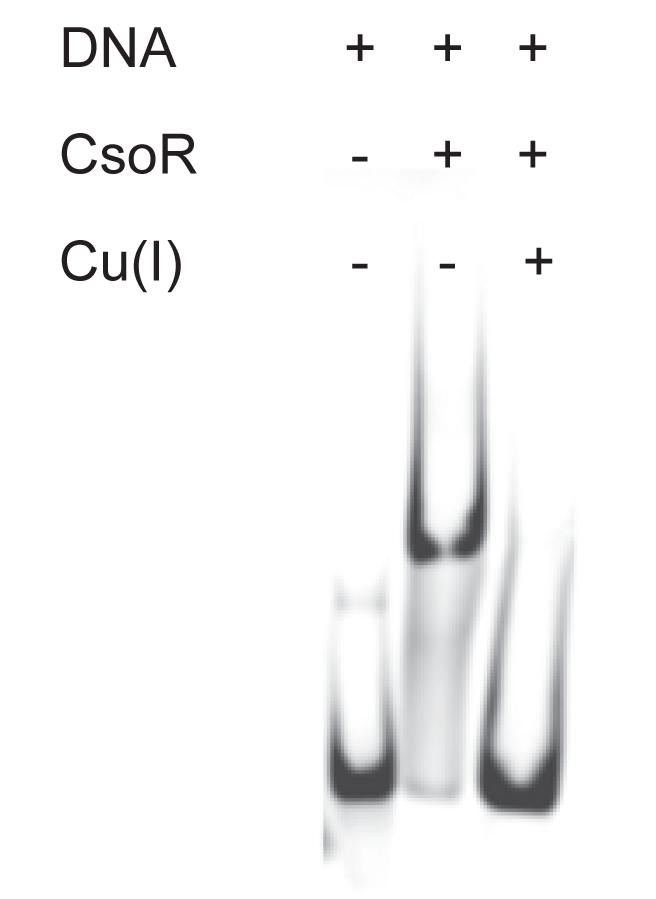 DNA + + +
CsoR - + +
Cu(I) - - +